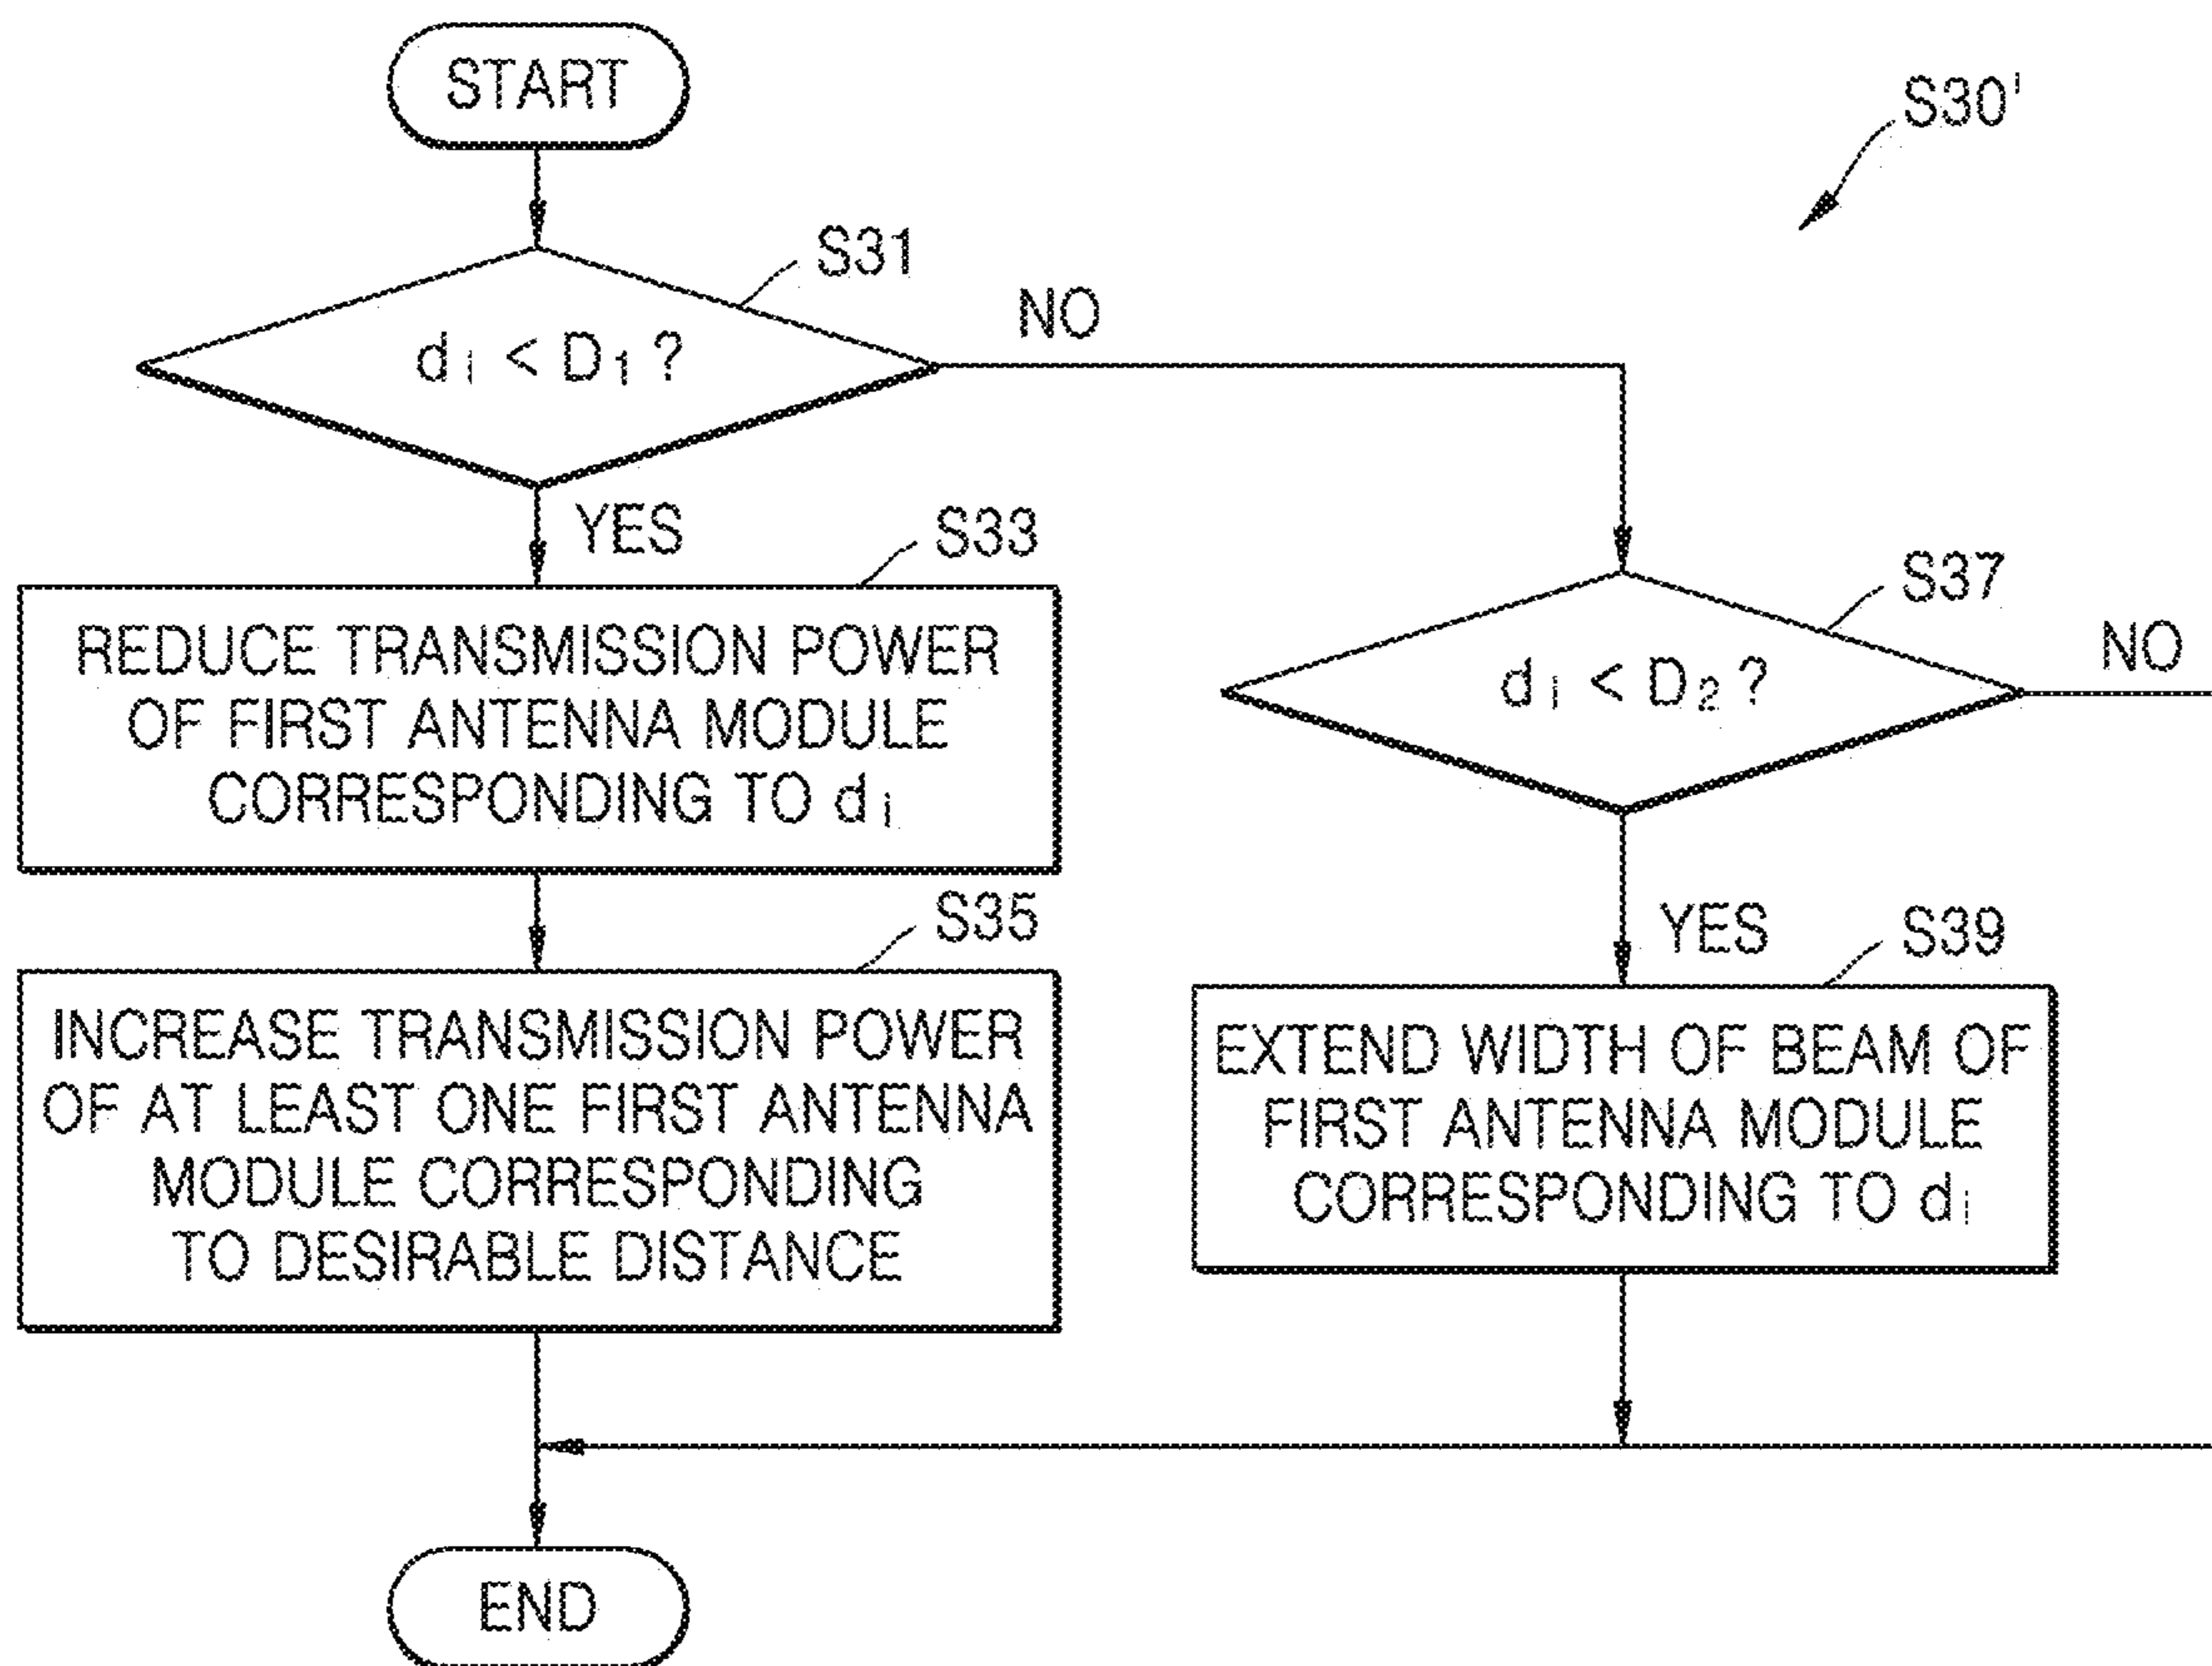 START
S30'
S31
d i < D 1 ?
NO
YES
S33
REDUCE TRANSMISSION POWER
OF FIRST ANTENNA MODULE
CORRESPONDING TO d i
S35
INCREASE TRANSMISSION POWER
OF AT LEAST ONE FIRST ANTENNA
MODULE CORRESPONDING
TO DESIRABLE DISTANCE
S37
d i < D 2 ?
NO
YES
S39
EXTEND WIDTH OF BEAM OF
FIRST ANTENNA MODULE
CORRESPONDING TO d i
END